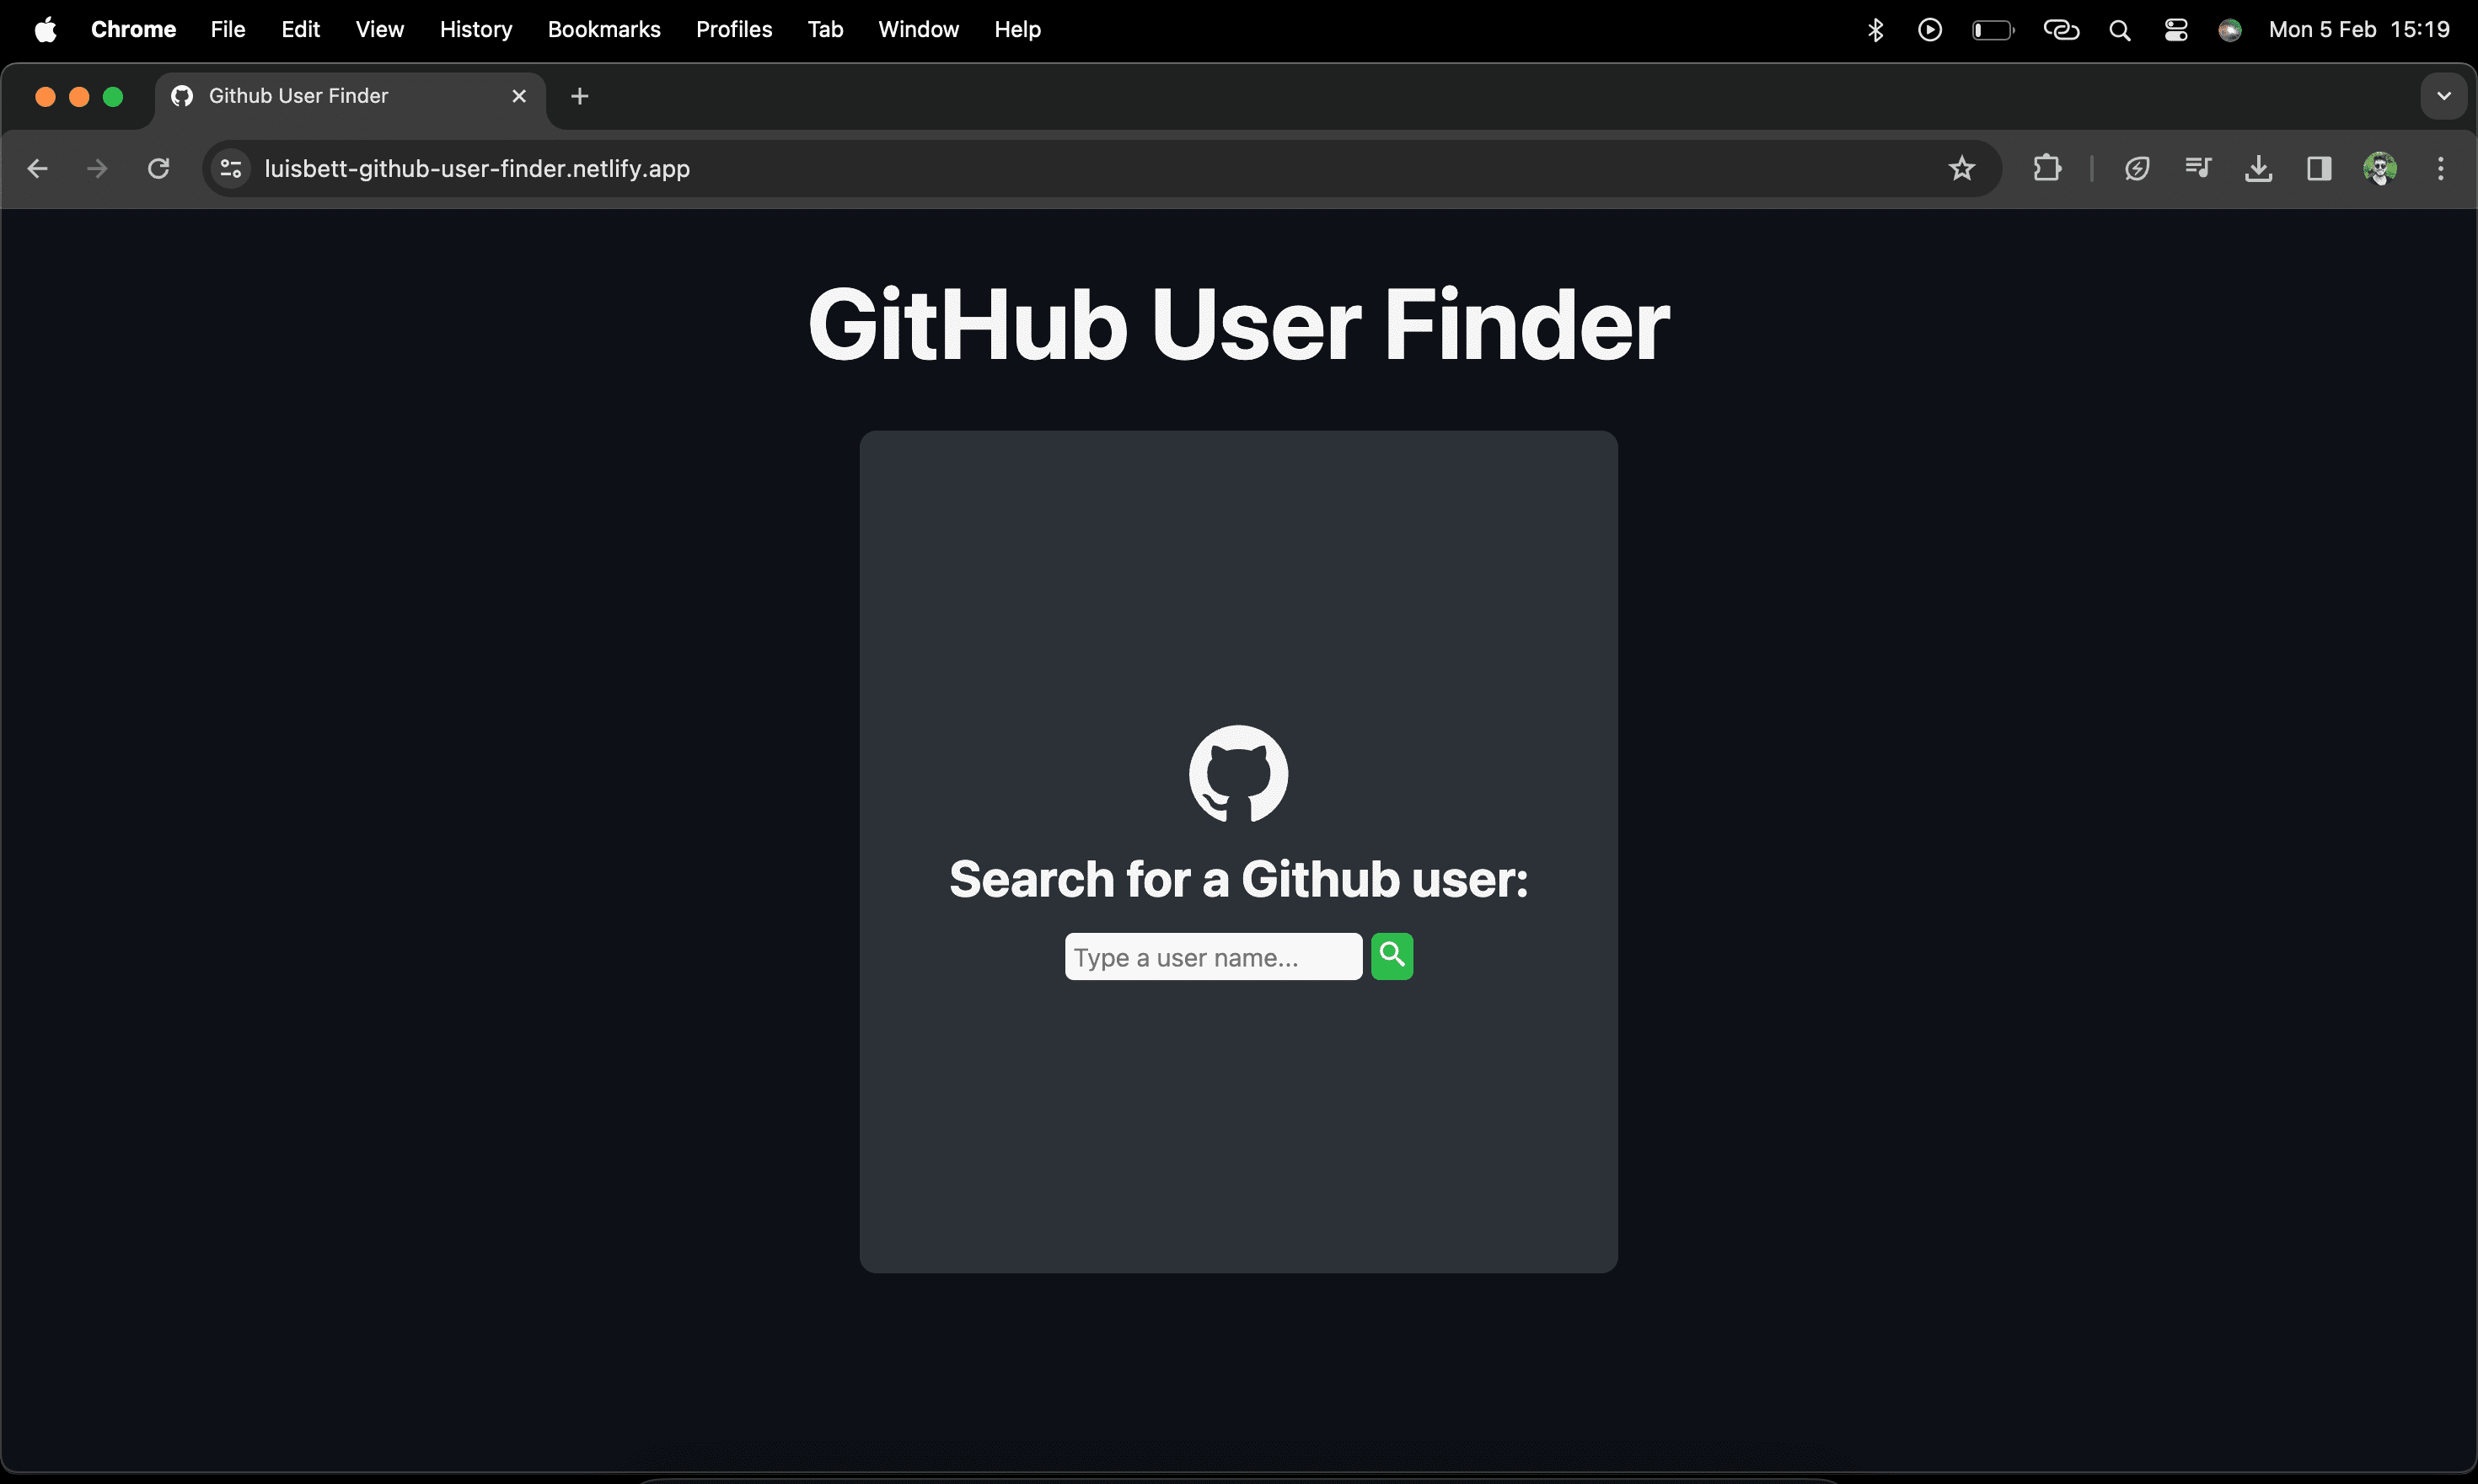 Chrome File Edit View History Bookmarks Profiles Tab Window Help Mon 5 Feb 15:19
Github User Finder
luisbett-github-user-finder.netlify.app
GitHub User Finder
Search for a Github user:
Type a user name...